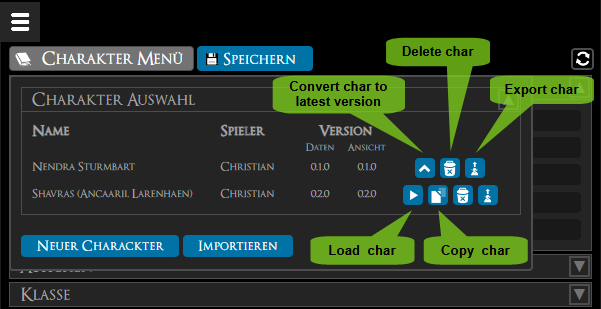 Delete char
Charakter Menü
Speichern
Convert char to
latest version
Export char
Charakter Auswahl
Name Spieler Version
Daten Ansicht
Nendra Sturmbart Christian 0.1.0 0.1.0
Shavras (Ancaaril Larenhaen) Christian 0.2.0 0.2.0
Neuer Charackter
Importieren
Load char
Copy char
Klasse